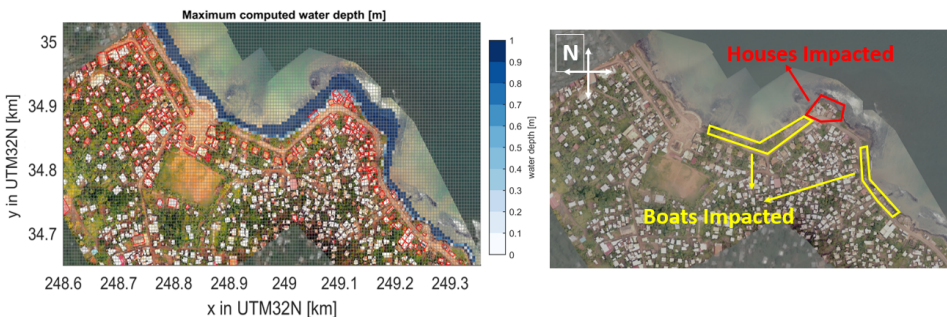 Maximum computed water depth [m]
35
34.9
34.8
34.7
y in UTM32N [km]
248.6 248.7 248.8 248.9 249 249.1 249.2 249.3
x in UTM32N [km]
1
0.9
0.8
0.7
0.6
0.5
0.4
0.3
0.2
0.1
0
water depth [m]
N
Houses Impacted
Boats Impacted